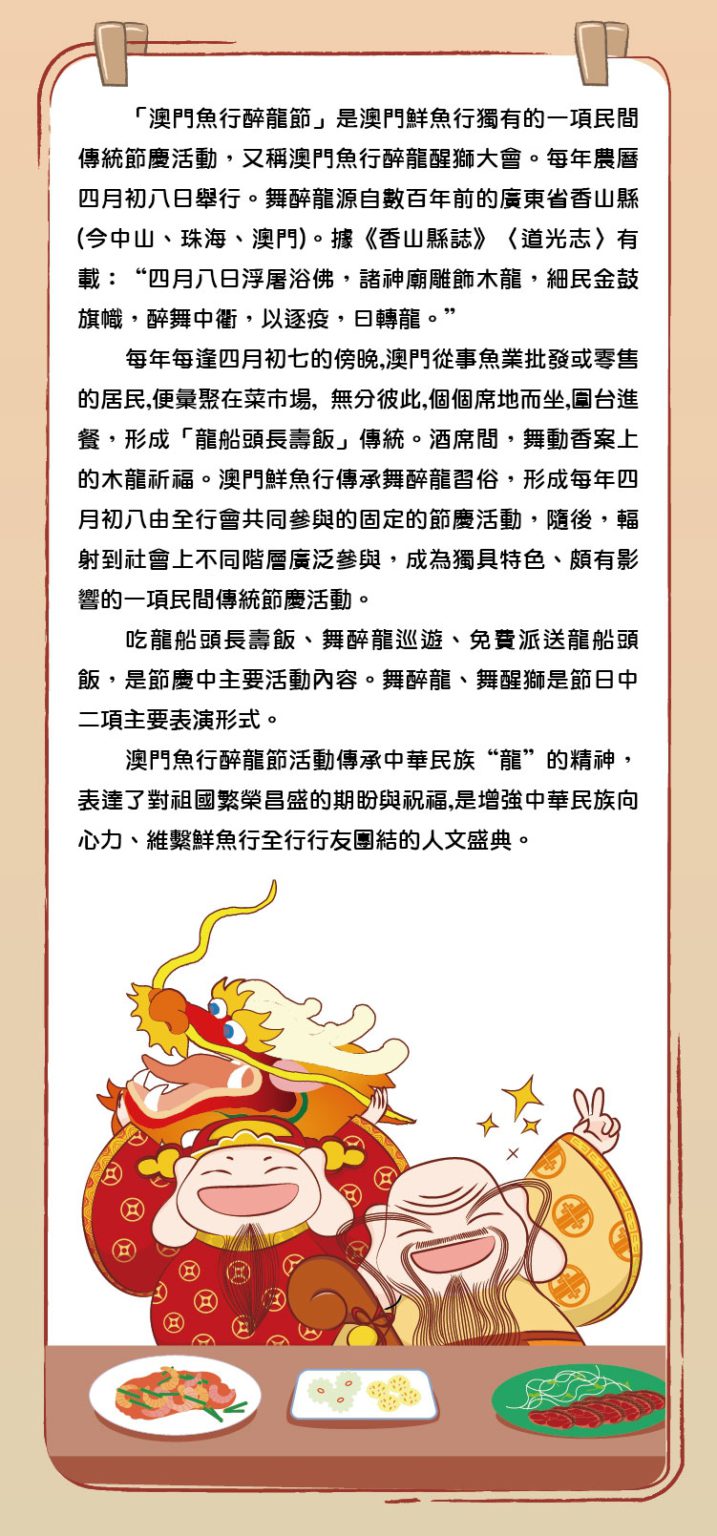 「澳門魚行醉龍節」是澳門鮮魚行獨有的一項民間
傳統節慶活動，又稱澳門魚行醉龍醒獅大會。每年農曆
四月初八日舉行。舞醉龍源自數百年前的廣東省香山縣
(今中山、珠海、澳門)。據《香山縣誌》〈道光志〉有
載：“四月八日浮屠浴佛，諸神廟雕飾木龍，細民金鼓
旗幟，醉舞中衢，以逐疫，曰轉龍。”
每年每逢四月初七的傍晚,澳門從事魚業批發或零售
的居民,便彙聚在菜市場, 無分彼此,個個席地而坐,圍台進
餐，形成「龍船頭長壽飯」傳統。酒席間，舞動香案上
的木龍祈福。澳門鮮魚行傳承舞醉龍習俗，形成每年四
月初八由全行會共同參與的固定的節慶活動，隨後，輻
射到社會上不同階層廣泛參與，成為獨具特色、頗有影
響的一項民間傳統節慶活動。
吃龍船頭長壽飯、舞醉龍巡遊、免費派送龍船頭
飯，是節慶中主要活動內容。舞醉龍、舞醒獅是節日中
二項主要表演形式。
澳門魚行醉龍節活動傳承中華民族“龍”的精神，
表達了對祖國繁榮昌盛的期盼與祝福,是增強中華民族向
心力、維繫鮮魚行全行行友團結的人文盛典。